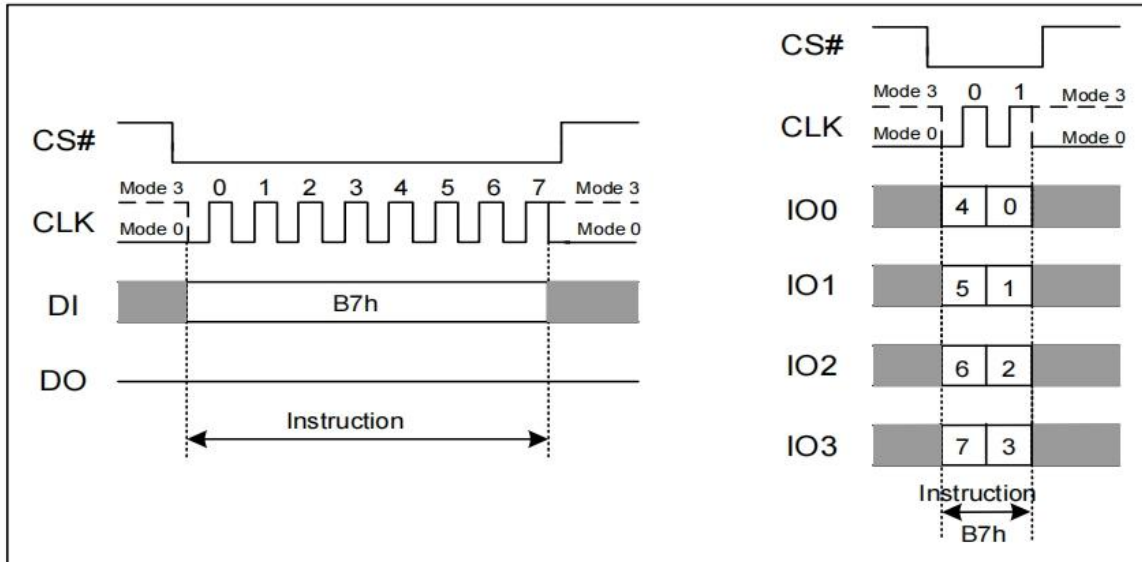 CS#
Mode 3 0 1 2 3 4 5 6 7 Mode 3
CLK
Mode 0 Mode 0
DI B7h
DO
Instruction
CS#
Mode 3 0 1 Mode 3
CLK
Mode 0 Mode 0
IO0 4 0
IO1 5 1
IO2 6 2
IO3 7 3
Instruction
B7h